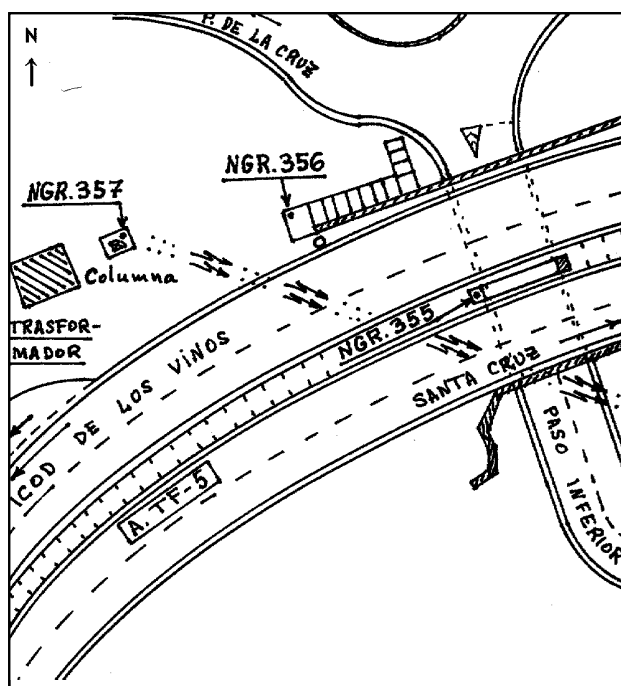 P. DE LA CRUZ
N
NGR.356
NGR.357
Columna
TRASFOR-
MADOR
NGR.355
ICOD DE LOS VINOS
SANTA CRUZ
A. TF-5
PASO INFERIOR